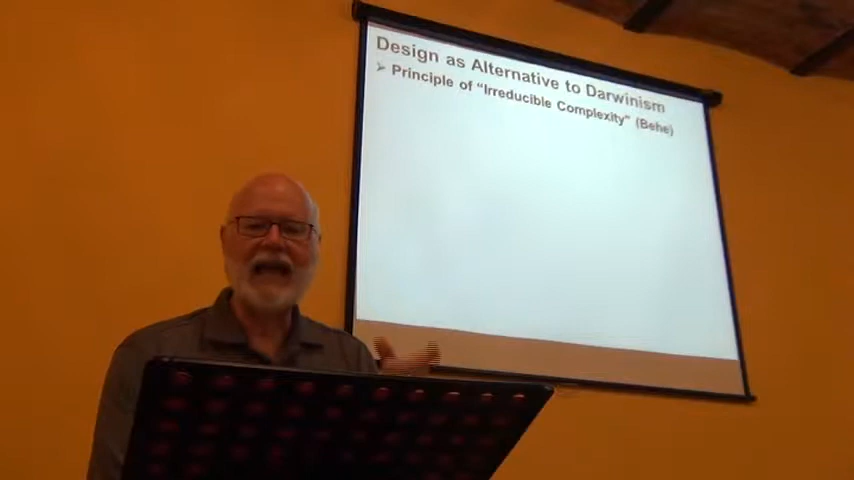 Design as Alternative to Darwinism
➢ Principle of “Irreducible Complexity” (Behe)